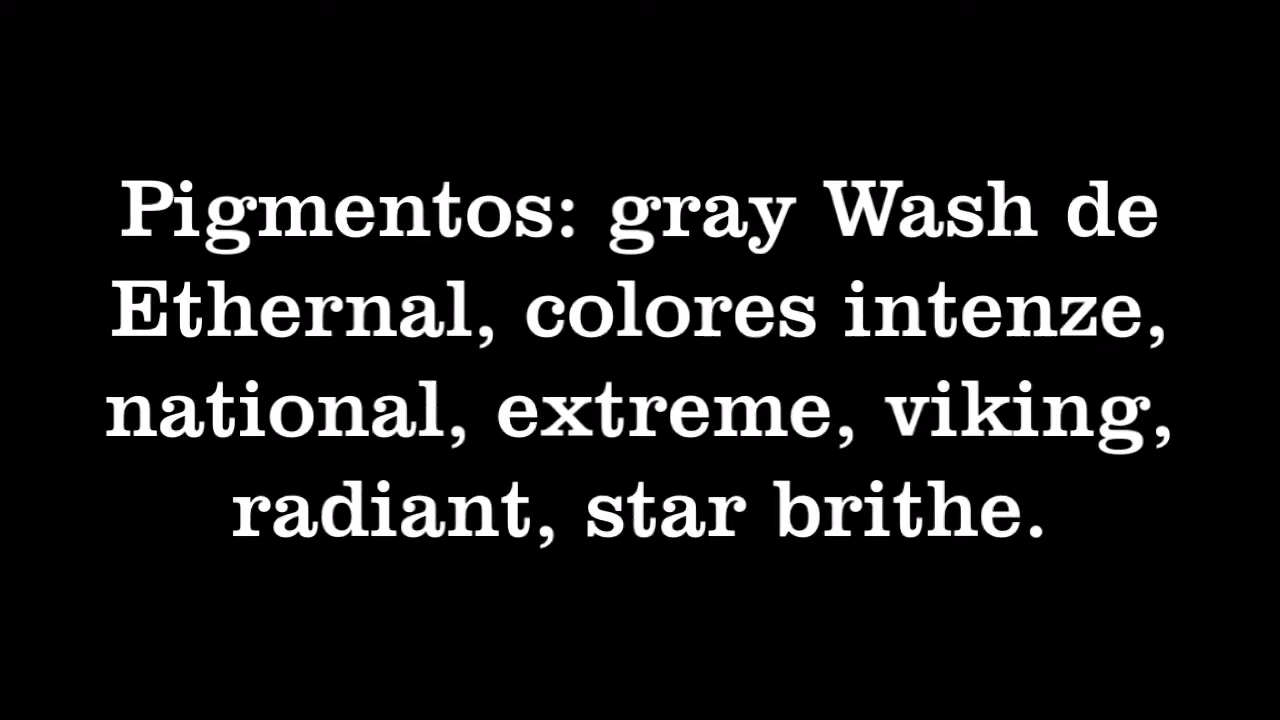 Pigmentos: gray Wash de
Ethernal, colores intenze,
national, extreme, viking,
radiant, star brithe.